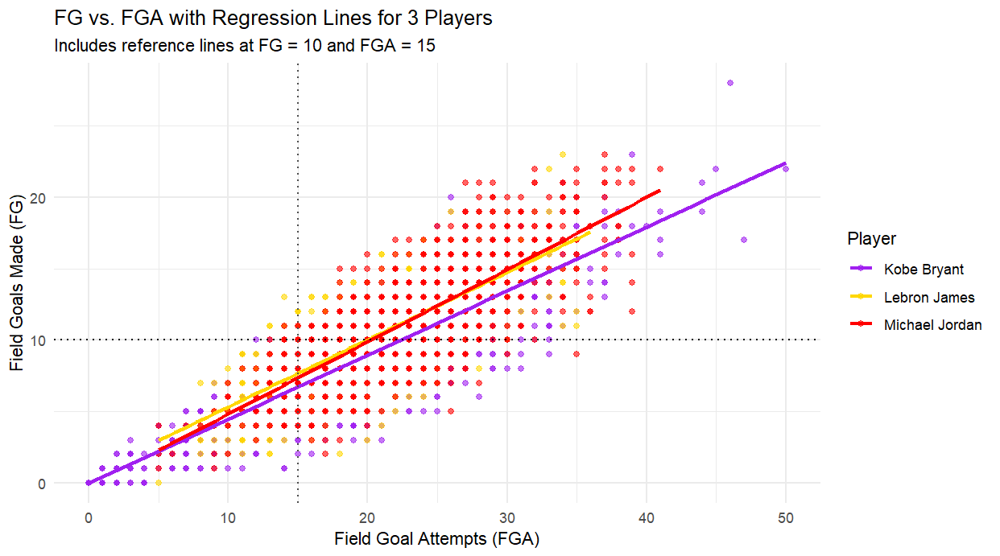 FG vs. FGA with Regression Lines for 3 Players
Includes reference lines at FG = 10 and FGA = 15
Field Goals Made (FG)
20
10
0
0 10 20 30 40 50
Field Goal Attempts (FGA)
Player
Kobe Bryant
Lebron James
Michael Jordan